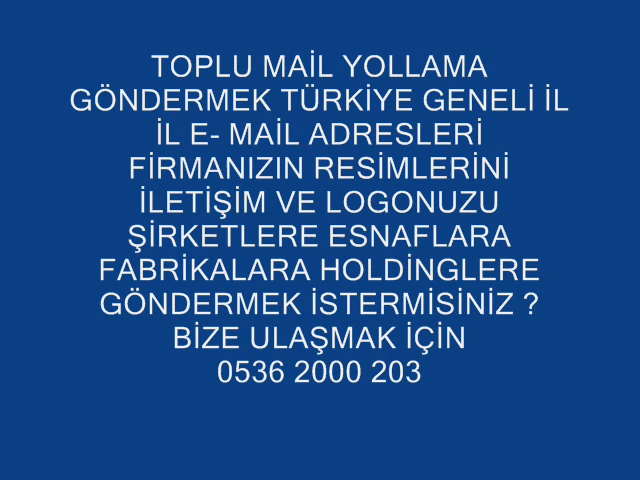 TOPLU MAİL YOLLAMA
GÖNDERMEK TÜRKİYE GENELİ İL
İL E- MAİL ADRESLERİ
FİRMANIZIN RESİMLERİNİ
İLETİŞİM VE LOGONUZU
ŞİRKETLERE ESNAFLARA
FABRİKALARA HOLDİNGLERE
GÖNDERMEK İSTERMİSİNİZ ?
BİZE ULAŞMAK İÇİN
0536 2000 203